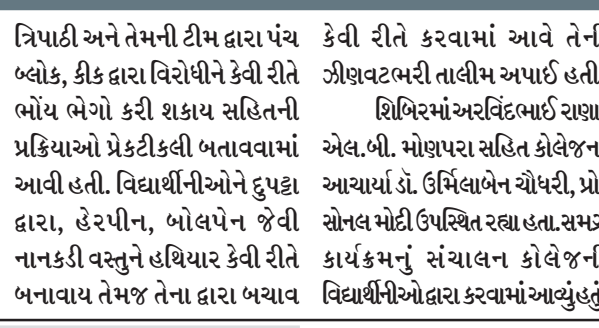 ત્રિપાઠી અને તેમની ટીમ દ્વારા પંચ
બ્લોક, કીક દ્વારા વિરોધીને કેવી રીતે
ભોંય ભેગો કરી શકાય સહિતની
પ્રક્રિયાઓ પ્રેકટીકલી બતાવવામાં
આવી હતી. વિદ્યાર્થીનીઓને દુપટ્ટા
દ્વારા, હેરપીન, બોલપેન જેવી
નાનકડી વસ્તુને હથિયાર કેવી રીતે
બનાવાય તેમજ તેના દ્વારા બચાવ
કેવી રીતે કરવામાં આવે તેની
ઝીણવટભરી તાલીમ અપાઈ હતી
શિબિરમાં અરવિંદભાઈ રાણા
એલ.બી. મોણપરા સહિત કોલેજન
આચાર્યા ડૉ. ઉર્મિલાબેન ચૌધરી, પ્રો
સોનલ મોદી ઉપસ્થિત રહ્યા હતા.સમગ્ર
કાર્યક્રમનું સંચાલન કોલેજની
વિદ્યાર્થીનીઓ દ્વારા કરવામાં આવ્યું હતું